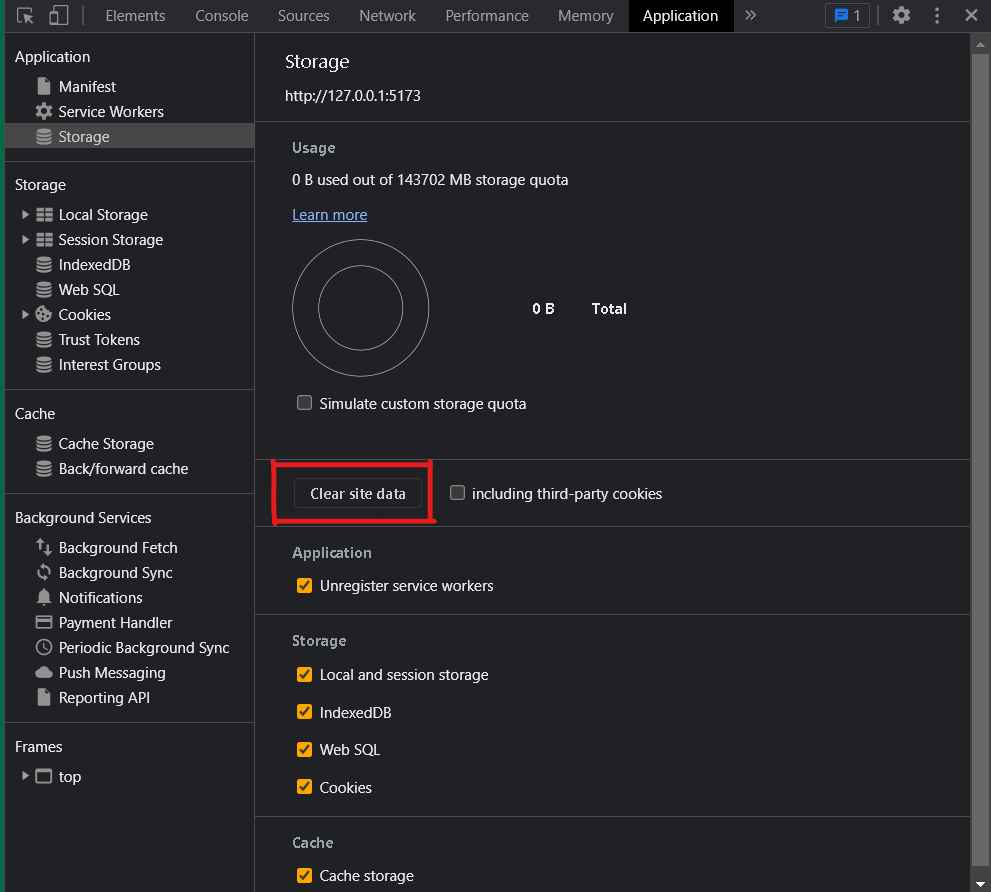 Elements Console Sources Network Performance Memory Application 1
Application
Manifest
Service Workers
Storage
Storage
Local Storage
Session Storage
IndexedDB
Web SQL
Cookies
Trust Tokens
Interest Groups
Cache
Cache Storage
Back/forward cache
Background Services
Background Fetch
Background Sync
Notifications
Payment Handler
Periodic Background Sync
Push Messaging
Reporting API
Frames
top
Storage
http://127.0.0.1:5173
Usage
0 B used out of 143702 MB storage quota
Learn more
0 B Total
Simulate custom storage quota
Clear site data including third-party cookies
Application
Unregister service workers
Storage
Local and session storage
IndexedDB
Web SQL
Cookies
Cache
Cache storage